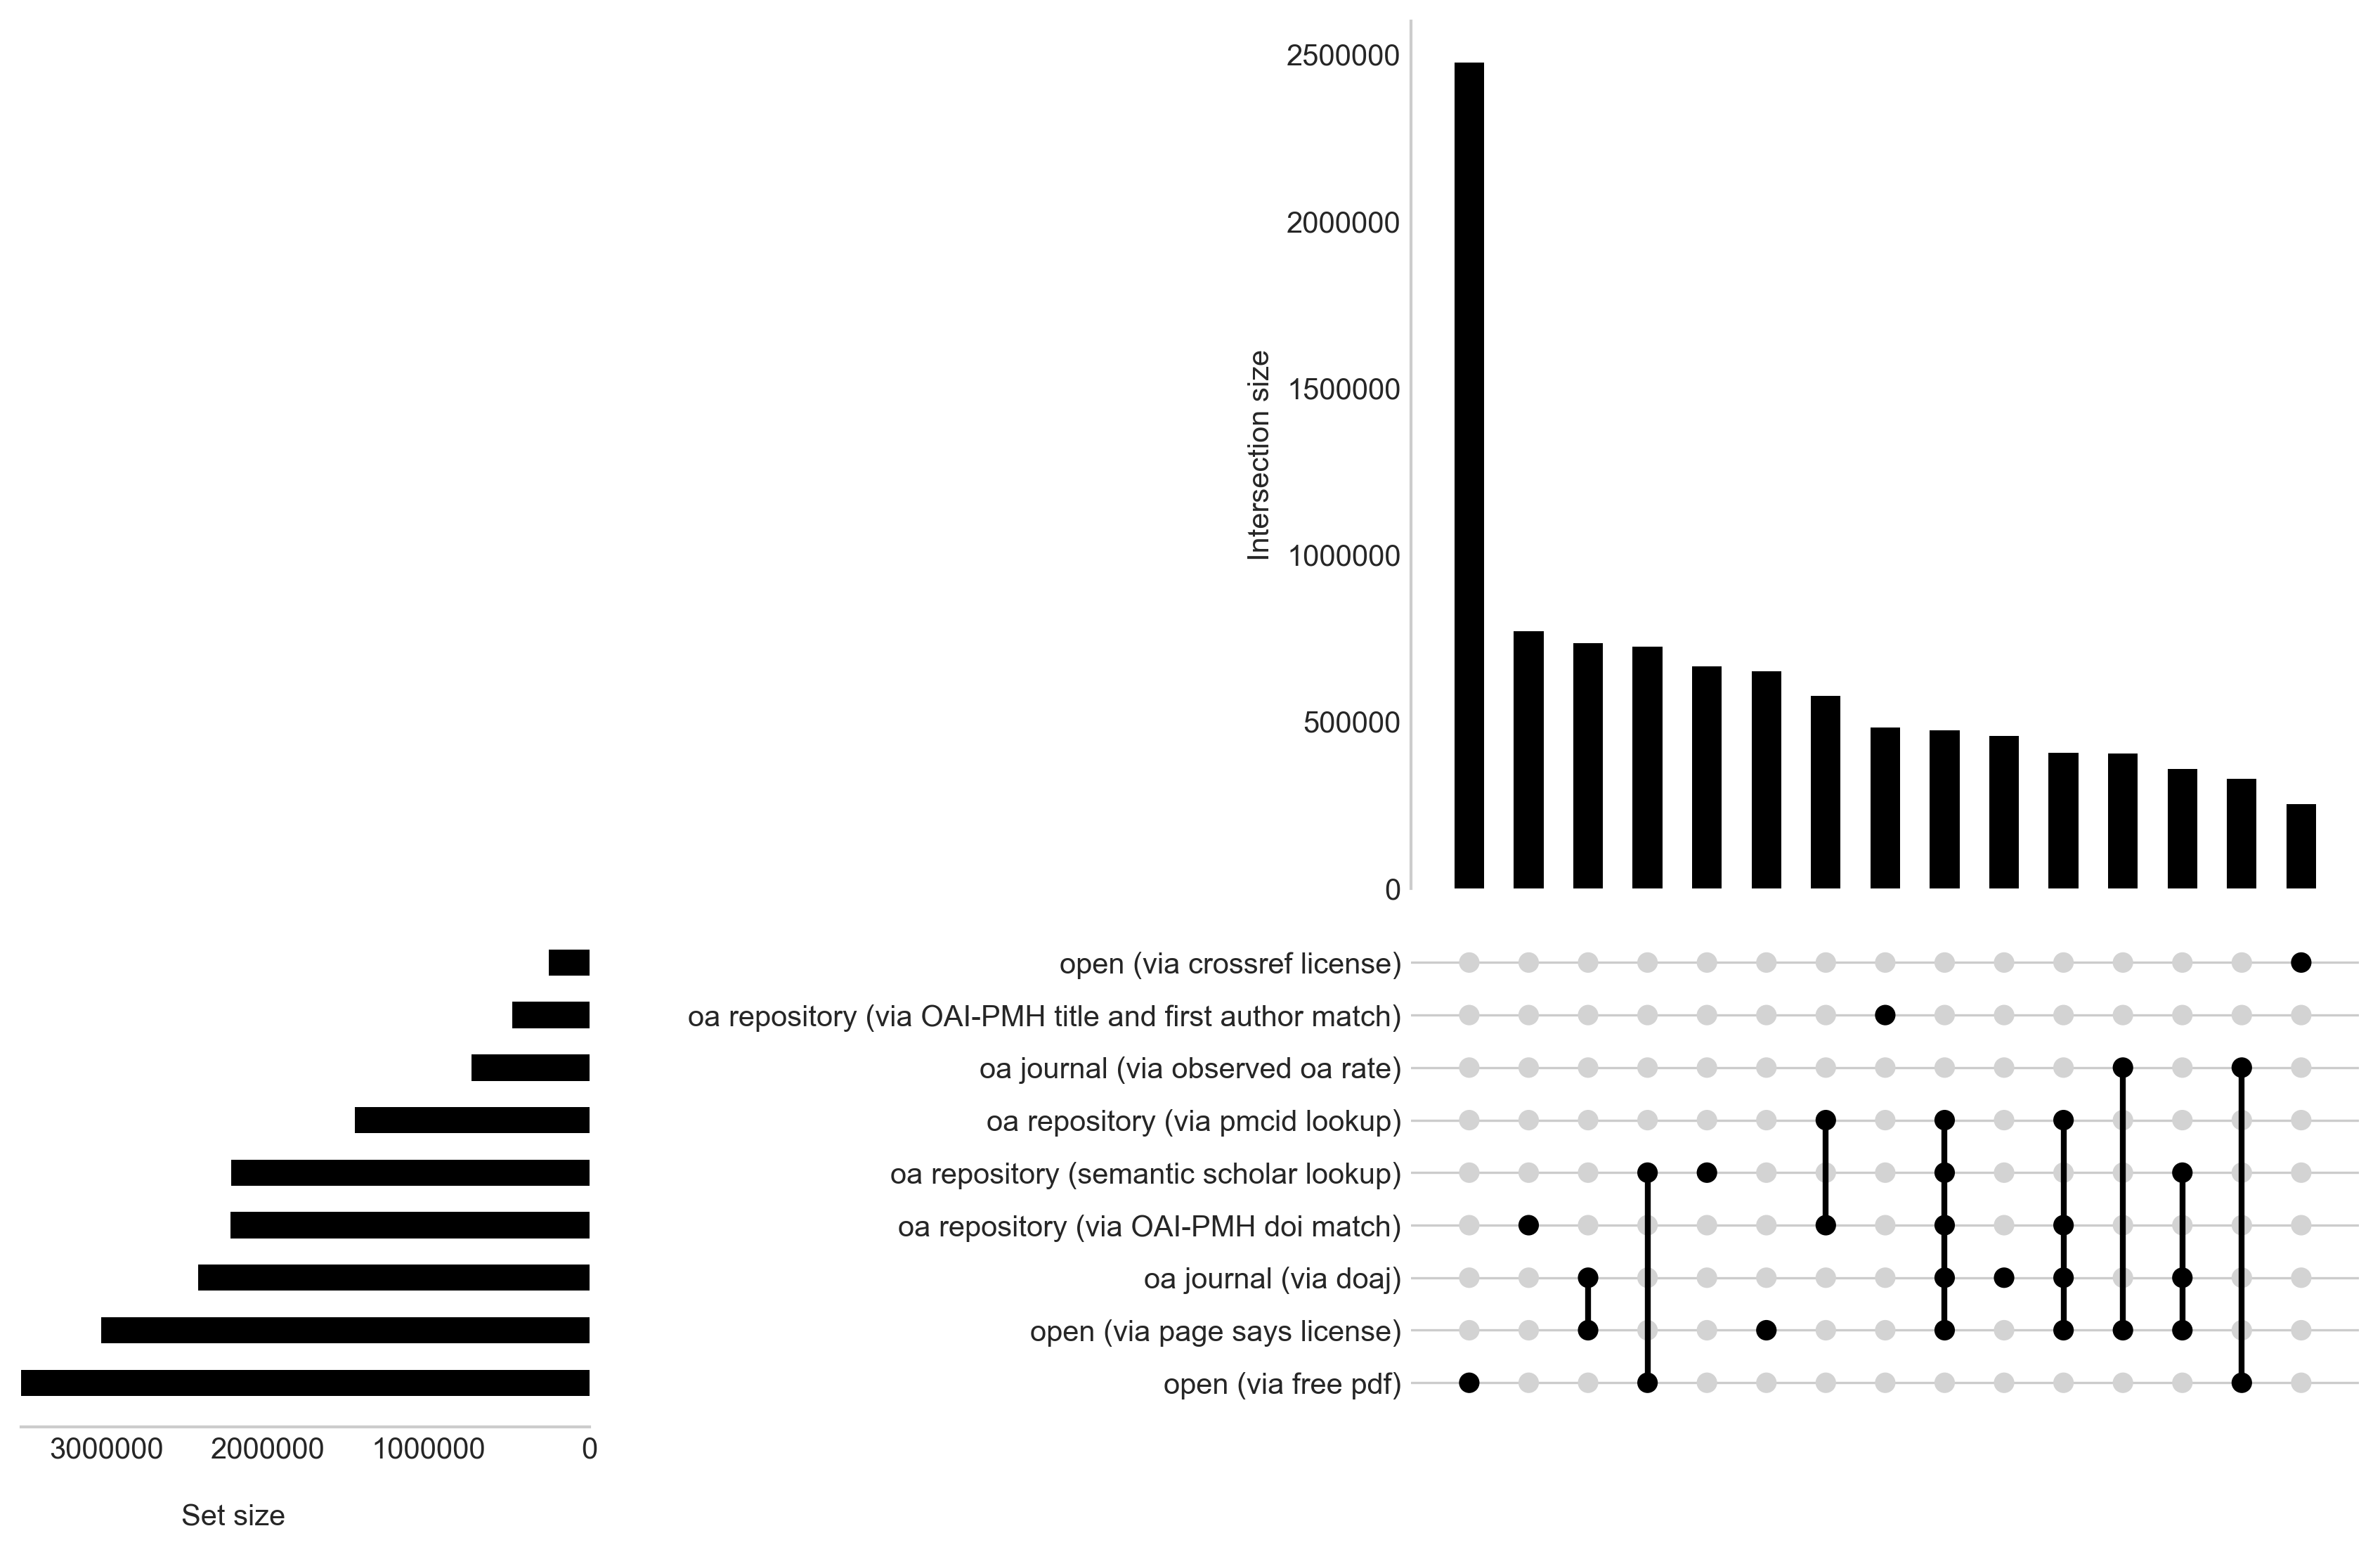 2500000
2000000
1500000
1000000
500000
0
Intersection size
open (via crossref license)
oa repository (via OAI-PMH title and first author match)
oa journal (via observed oa rate)
oa repository (via pmcid lookup)
oa repository (semantic scholar lookup)
oa repository (via OAI-PMH doi match)
oa journal (via doaj)
open (via page says license)
open (via free pdf)
3000000 2000000 1000000 0
Set size